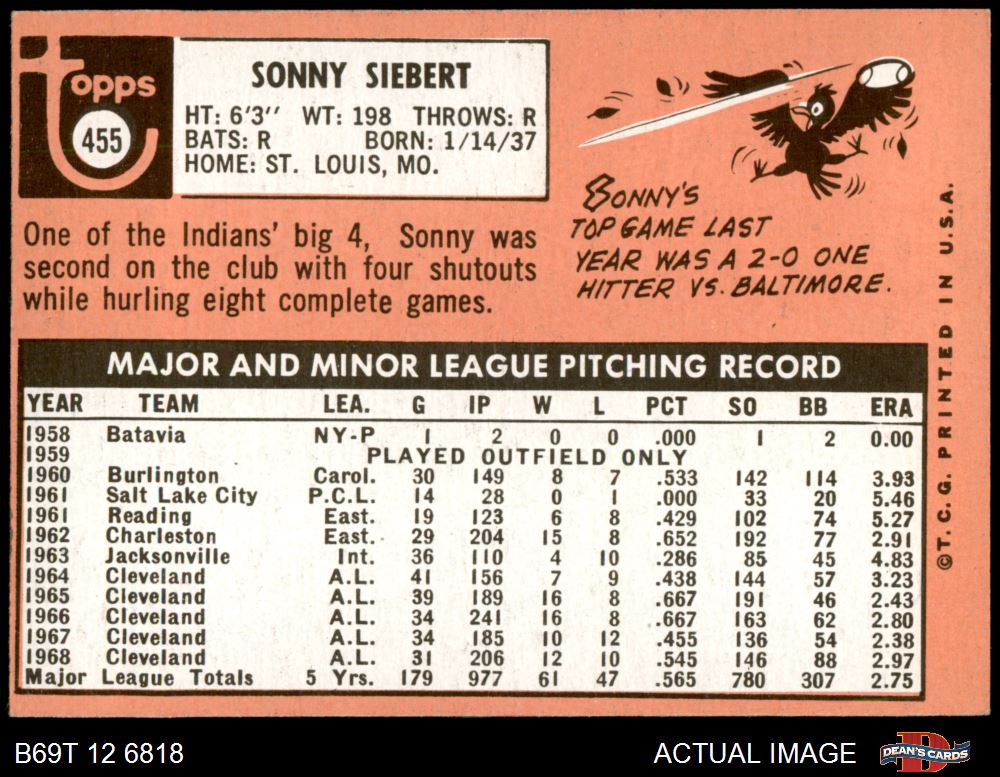 topps
455
SONNY SIEBERT
HT: 6'3'' WT: 198 THROWS: R
BATS: R BORN: 1/14/37
HOME: ST. LOUIS, MO.
One of the Indians' big 4, Sonny was
second on the club with four shutouts
while hurling eight complete games.
SONNY'S
TOP GAME LAST
YEAR WAS A 2-0 ONE
HITTER VS. BALTIMORE.
MAJOR AND MINOR LEAGUE PITCHING RECORD
YEAR TEAM LEA. G IP W L PCT SO BB ERA
1958 Batavia NY-P 1 2 0 0 .000 1 2 0.00
1959 PLAYED OUTFIELD ONLY
1960 Burlington Carol. 30 149 8 7 .533 142 114 3.93
1961 Salt Lake City P.C.L. 14 28 0 1 .000 33 20 5.46
1961 Reading East. 19 123 6 8 .429 102 74 5.27
1962 Charleston East. 29 204 15 8 .652 192 77 2.91
1963 Jacksonville Int. 36 110 4 10 .286 85 45 4.83
1964 Cleveland A.L. 41 156 7 9 .438 144 57 3.23
1965 Cleveland A.L. 39 189 16 8 .667 191 46 2.43
1966 Cleveland A.L. 34 241 16 8 .667 163 62 2.80
1967 Cleveland A.L. 34 185 10 12 .455 136 54 2.38
1968 Cleveland A.L. 31 206 12 10 .545 146 88 2.97
Major League Totals 5 Yrs. 179 977 61 47 .565 780 307 2.75
©T.C.G. PRINTED IN U.S.A.
B69T 12 6818
ACTUAL IMAGE
DEAN'S CARDS